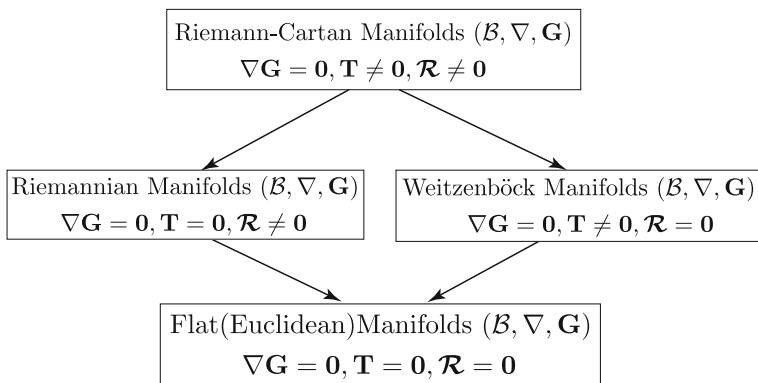 Riemann-Cartan Manifolds (ℬ, ∇, 𝐆)
∇𝐆 = 𝟎, 𝐓 ≠ 𝟎, 𝓡 ≠ 𝟎
Riemannian Manifolds (ℬ, ∇, 𝐆)
∇𝐆 = 𝟎, 𝐓 = 𝟎, 𝓡 ≠ 𝟎
Weitzenböck Manifolds (ℬ, ∇, 𝐆)
∇𝐆 = 𝟎, 𝐓 ≠ 𝟎, 𝓡 = 𝟎
Flat(Euclidean)Manifolds (ℬ, ∇, 𝐆)
∇𝐆 = 𝟎, 𝐓 = 𝟎, 𝓡 = 𝟎